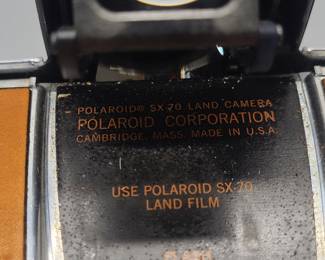 POLAROID® SX-70 LAND CAMERA
POLAROID CORPORATION
CAMBRIDGE, MASS. MADE IN U.S.A.
USE POLAROID SX-70
LAND FILM